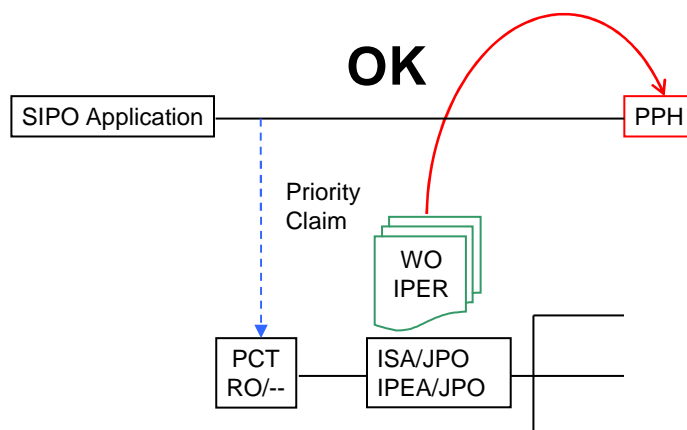 OK
SIPO Application
PPH
Priority
Claim
WO
IPER
PCT
RO/--
ISA/JPO
IPEA/JPO